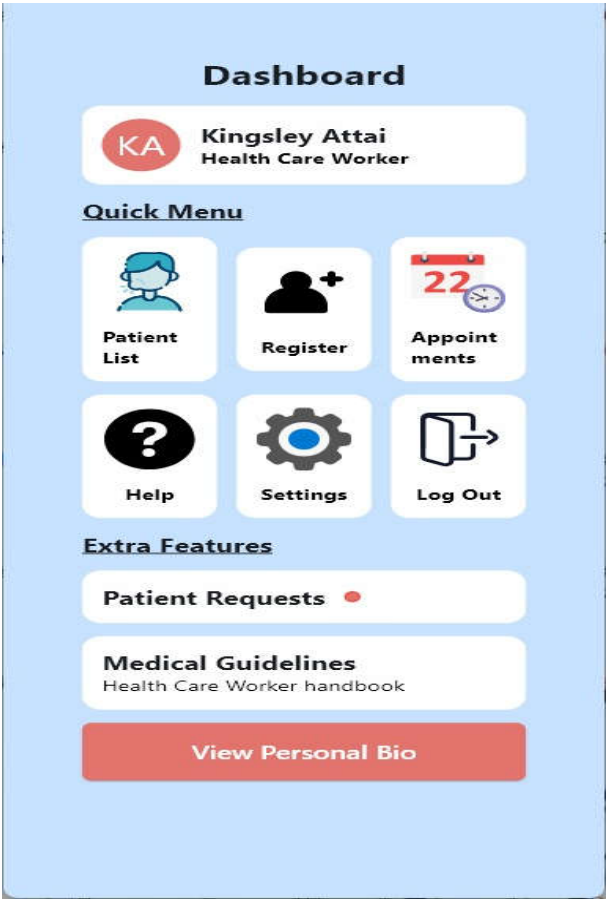 Dashboard
KA
Kingsley Attai
Health Care Worker
Quick Menu
Patient
List
Register
22
Appoint
ments
?
Help
Settings
Log Out
Extra Features
Patient Requests
Medical Guidelines
Health Care Worker handbook
View Personal Bio